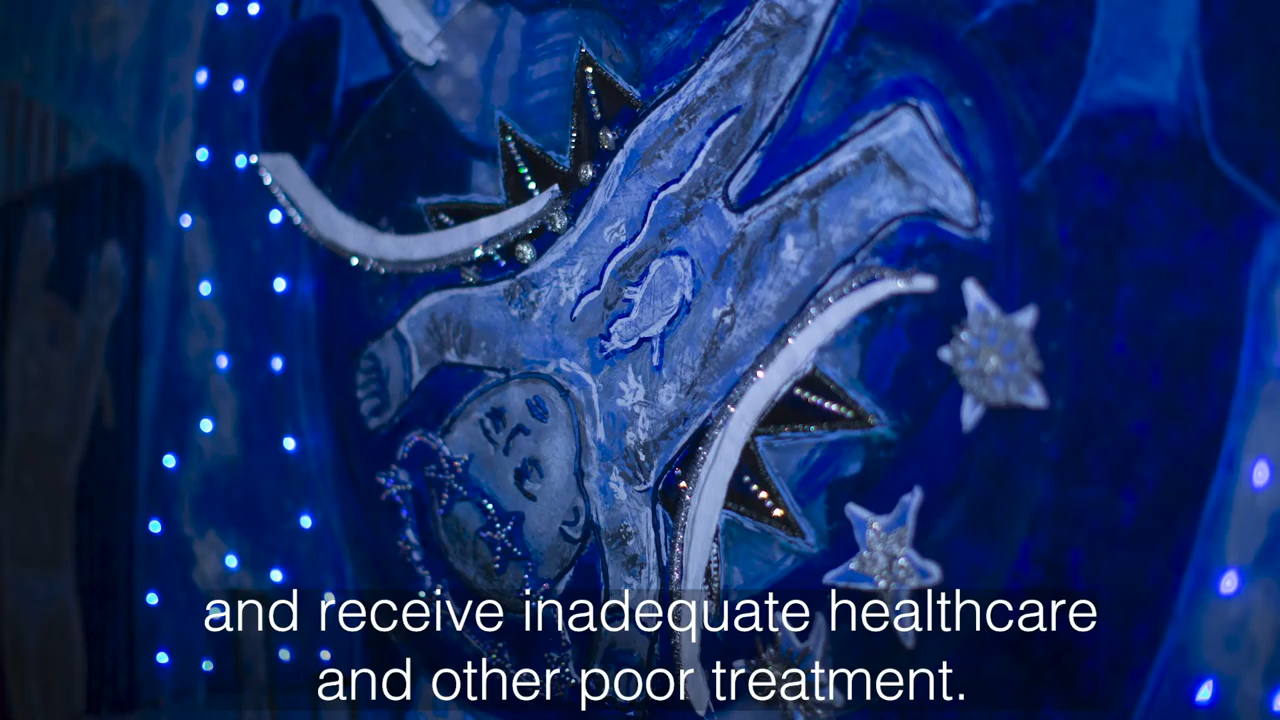 and receive inadequate healthcare
and other poor treatment.